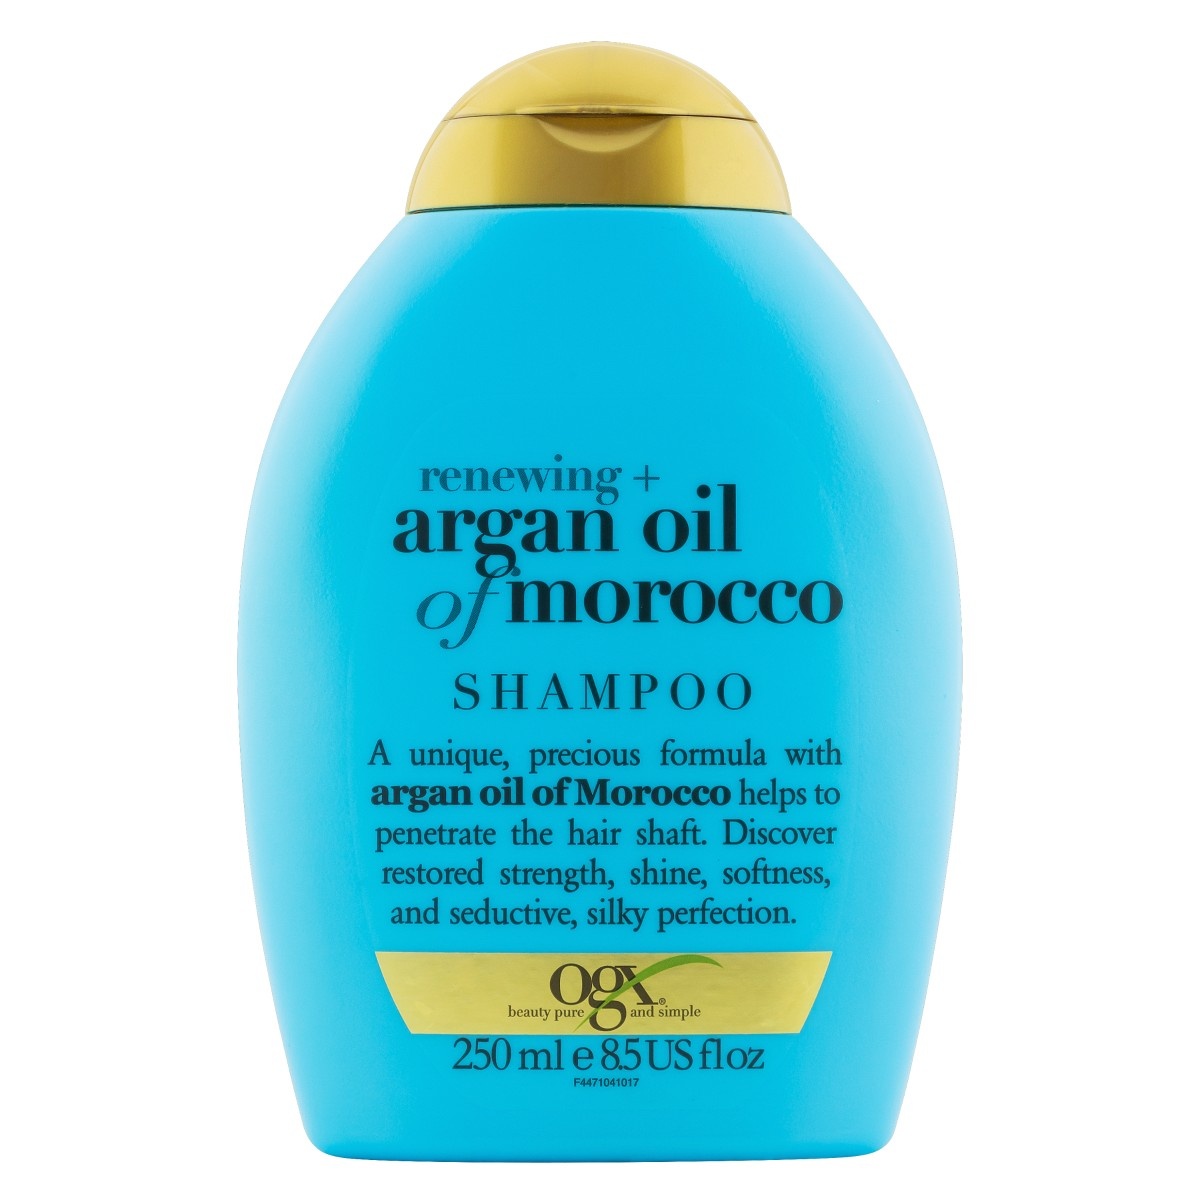 renewing +
argan oil
of morocco
SHAMPOO
A unique, precious formula with
argan oil of Morocco helps to
penetrate the hair shaft. Discover
restored strength, shine, softness,
and seductive, silky perfection.
ogx®
beauty pure and simple
250 ml e 8.5 US fl oz
F4471041017